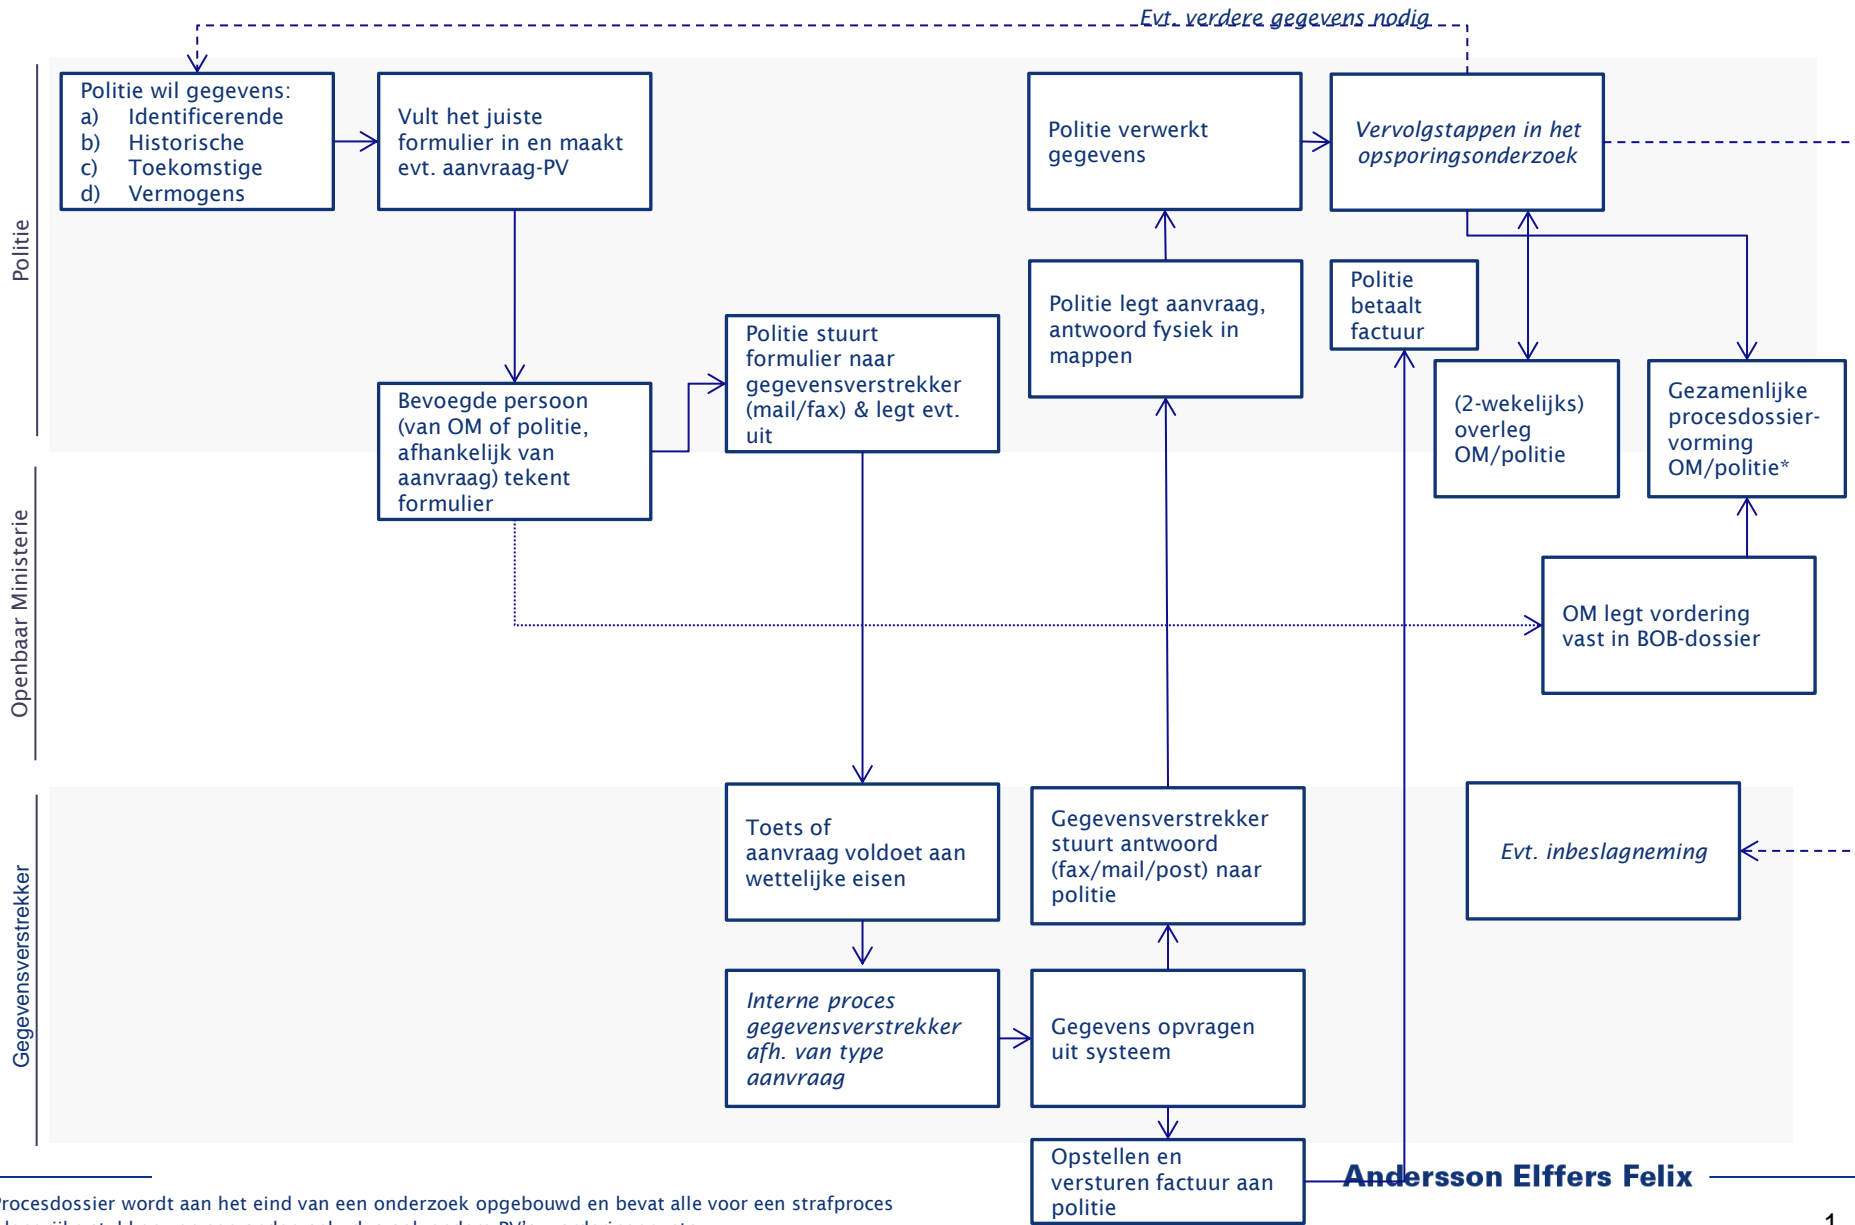 Evt. verdere gegevens nodig
Politie
Politie wil gegevens:
a) Identificerende
b) Historische
c) Toekomstige
d) Vermogens
Vult het juiste
formulier in en maakt
evt. aanvraag-PV
Politie verwerkt
gegevens
Vervolgstappen in het
opsporingsonderzoek
Politie legt aanvraag,
antwoord fysiek in
mappen
Politie
betaalt
factuur
Politie stuurt
formulier naar
gegevensverstrekker
(mail/fax) & legt evt.
uit
Bevoegde persoon
(van OM of politie,
afhankelijk van
aanvraag) tekent
formulier
(2-wekelijks)
overleg
OM/politie
Gezamenlijke
procesdossier-
vorming
OM/politie*
Openbaar Ministerie
OM legt vordering
vast in BOB-dossier
Gegevensverstrekker
Toets of
aanvraag voldoet aan
wettelijke eisen
Gegevensverstrekker
stuurt antwoord
(fax/mail/post) naar
politie
Evt. inbeslagneming
Interne proces
gegevensverstrekker
afh. van type
aanvraag
Gegevens opvragen
uit systeem
Opstellen en
versturen factuur aan
politie
Andersson Elffers Felix
Procesdossier wordt aan het eind van een onderzoek opgebouwd en bevat alle voor een strafproces
1